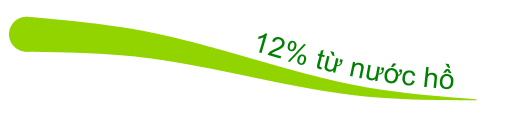 12% từ nước hồ